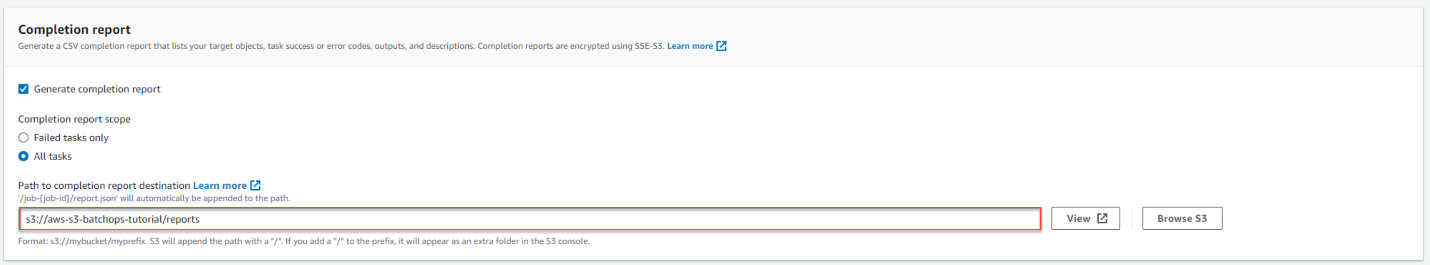 Completion report
Generate a CSV completion report that lists your target objects, task success or error codes, outputs, and descriptions. Completion reports are encrypted using SSE-S3. Learn more
Generate completion report
Completion report scope
Failed tasks only
All tasks
Path to completion report destination Learn more
'/job-{job-id}/report.json' will automatically be appended to the path.
s3://aws-s3-batchops-tutorial/reports View Browse S3
Format: s3://mybucket/myprefix. S3 will append the path with a "/". If you add a "/" to the prefix, it will appear as an extra folder in the S3 console.